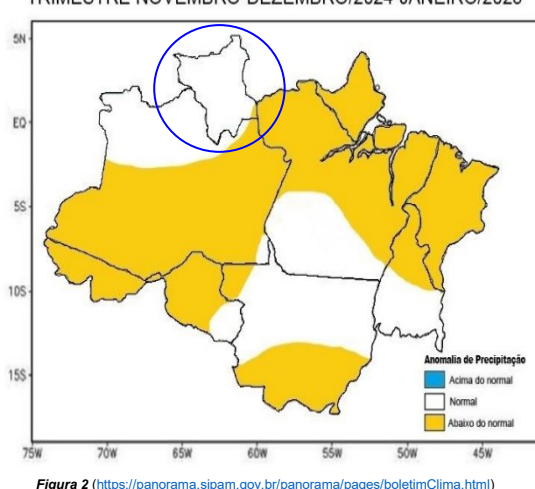 TRIMESTRE NOVEMBRO-DEZEMBRO/2024-JANEIRO/2025
5N
EQ
5S
10S
15S
75W 70W 65W 60W 55W 50W 45W
Anomalia de Precipitação
Acima do normal
Normal
Abaixo do normal
Figura 2 (https://panorama.sipam.gov.br/panorama/pages/boletimClima.html)